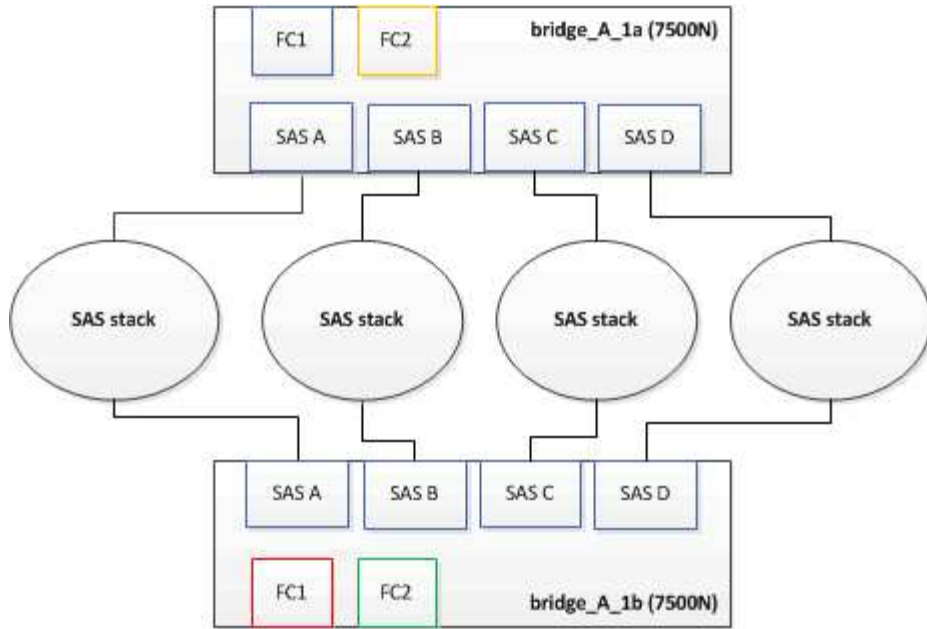 FC1
FC2
bridge_A_1a (7500N)
SAS A
SAS B
SAS C
SAS D
SAS stack
SAS stack
SAS stack
SAS stack
SAS A
SAS B
SAS C
SAS D
FC1
FC2
bridge_A_1b (7500N)